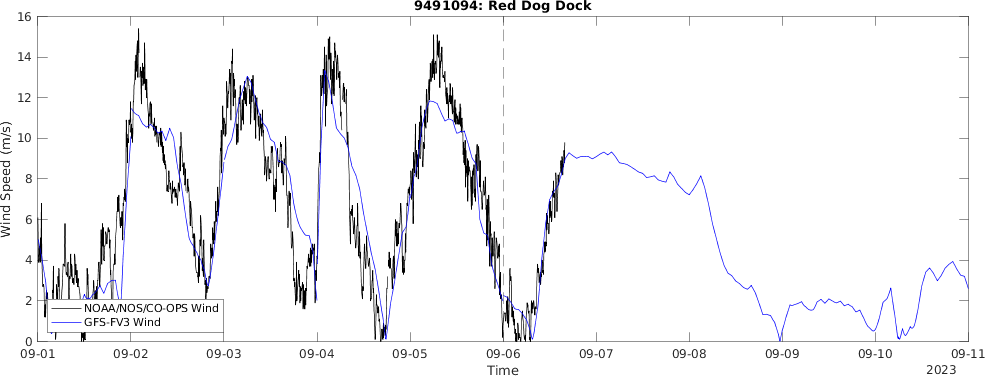 9491094: Red Dog Dock
Wind Speed (m/s)
16
14
12
10
8
6
4
2
0
NOAA/NOS/CO-OPS Wind
GFS-FV3 Wind
09-01 09-02 09-03 09-04 09-05 09-06 09-07 09-08 09-09 09-10 09-11
Time
2023